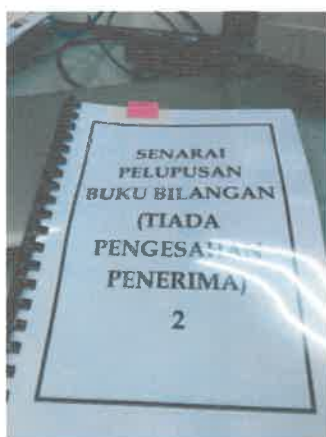 SENARAI
PELUPUSAN
BUKU BILANGAN
(TIADA
PENGESAHAN
PENERIMA)
2